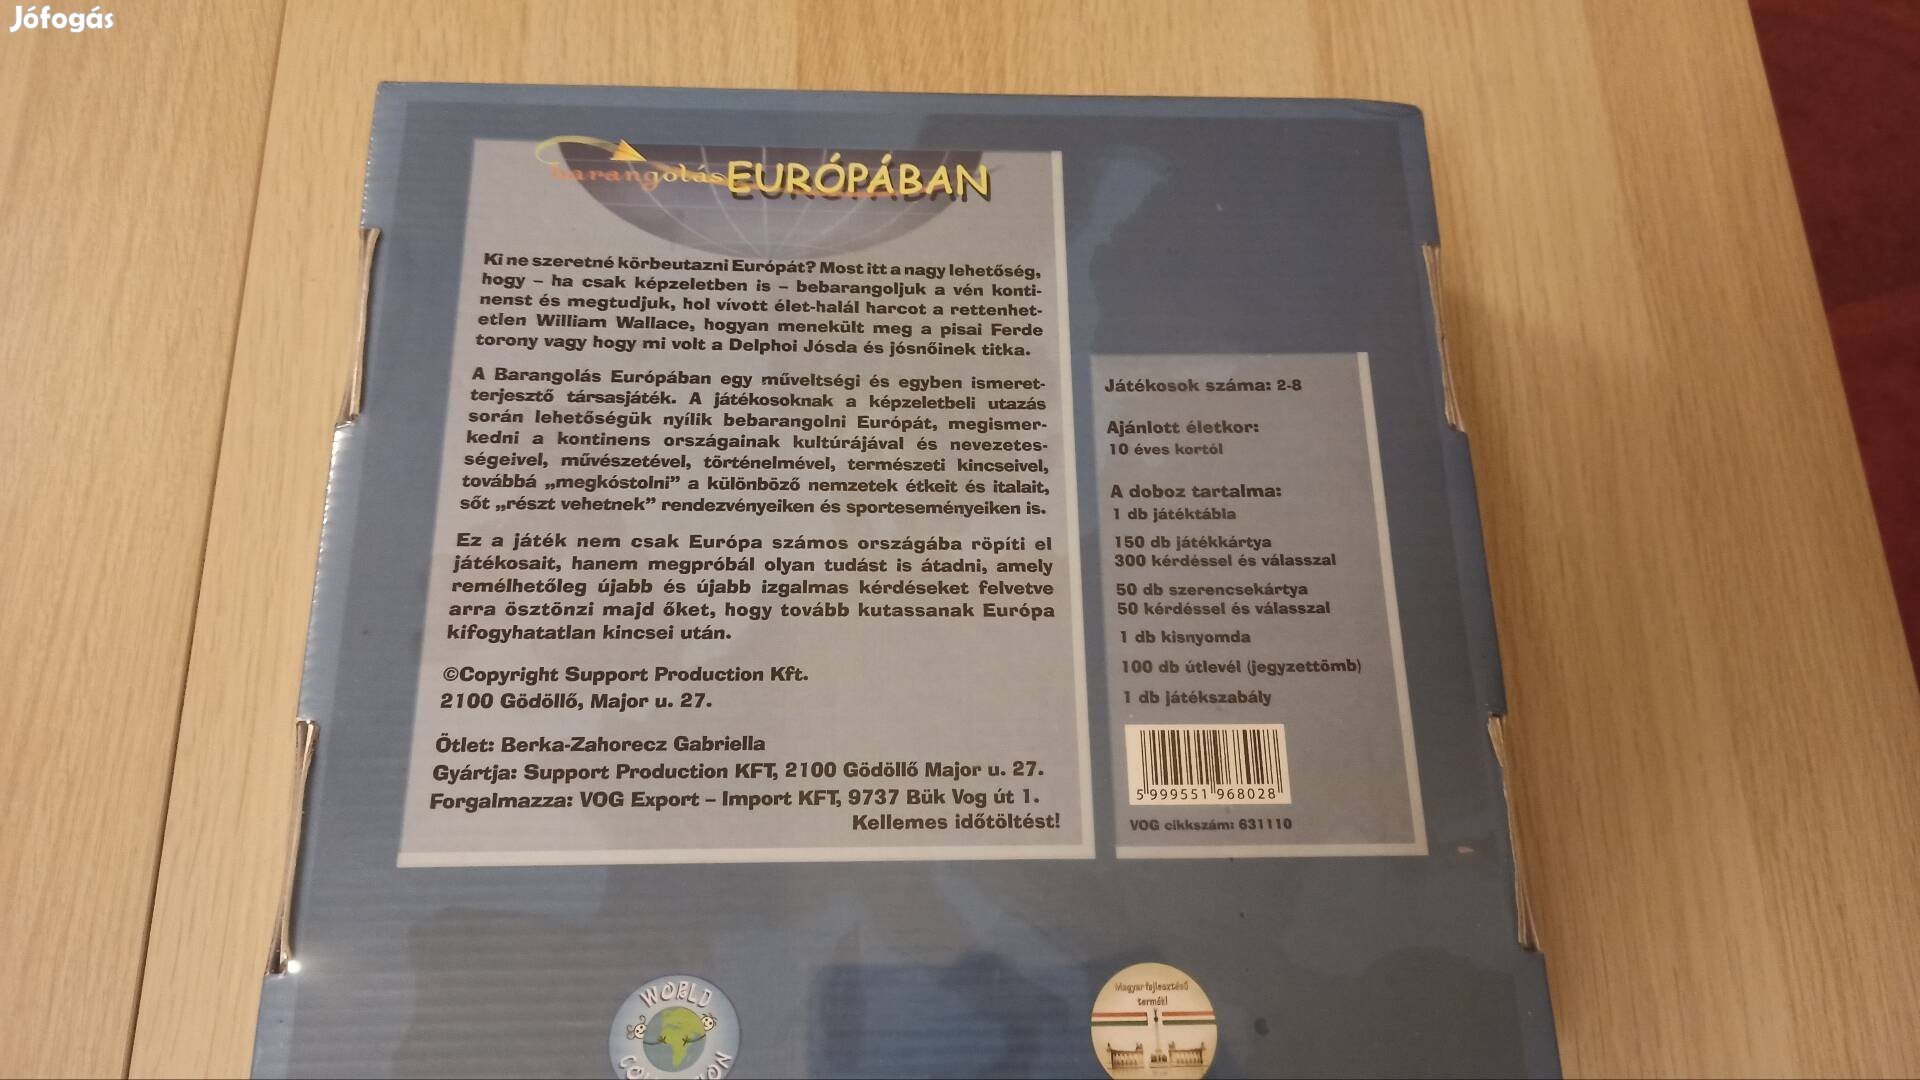 Jófogás
barangolás EURÓPÁBAN
Ki ne szeretné körbeutazni Európát? Most itt a nagy lehetőség,
hogy – ha csak képzeletben is – bebarangoljuk a vén konti-
nenst és megtudjuk, hol vívott élet-halál harcot a rettenhet-
etlen William Wallace, hogyan menekült meg a pisai Ferde
torony vagy hogy mi volt a Delphoi Jósda és jósnőinek titka.
A Barangolás Európában egy műveltségi és egyben ismeret-
terjesztő társasjáték. A játékosoknak a képzeletbeli utazás
során lehetőségük nyílik bebarangolni Európát, megismer-
kedni a kontinens országainak kultúrájával és nevezetes-
ségeivel, művészetével, történelmével, természeti kincseivel,
továbbá „megkóstolni” a különböző nemzetek étkeit és italait,
sőt „részt vehetnek” rendezvényeiken és sporteseményeiken is.
Ez a játék nem csak Európa számos országába röpíti el
játékosait, hanem megpróbál olyan tudást is átadni, amely
remélhetőleg újabb és újabb izgalmas kérdéseket felvetve
arra ösztönzi majd őket, hogy tovább kutassanak Európa
kifogyhatatlan kincsei után.
©Copyright Support Production Kft.
2100 Gödöllő, Major u. 27.
Ötlet: Berka-Zahorecz Gabriella
Gyártja: Support Production KFT, 2100 Gödöllő Major u. 27.
Forgalmazza: VOG Export – Import KFT, 9737 Bük Vog út 1.
Kellemes időtöltést!
Játékosok száma: 2-8
Ajánlott életkor:
10 éves kortól
A doboz tartalma:
1 db játéktábla
150 db játékkártya
300 kérdéssel és válasszal
50 db szerencsekártya
50 kérdéssel és válasszal
1 db kisnyomda
100 db útlevél (jegyzettömb)
1 db játékszabály
5 999551 968028
VOG cikkszám: 631110
WORLD
Magyar fejlesztésű
termék!